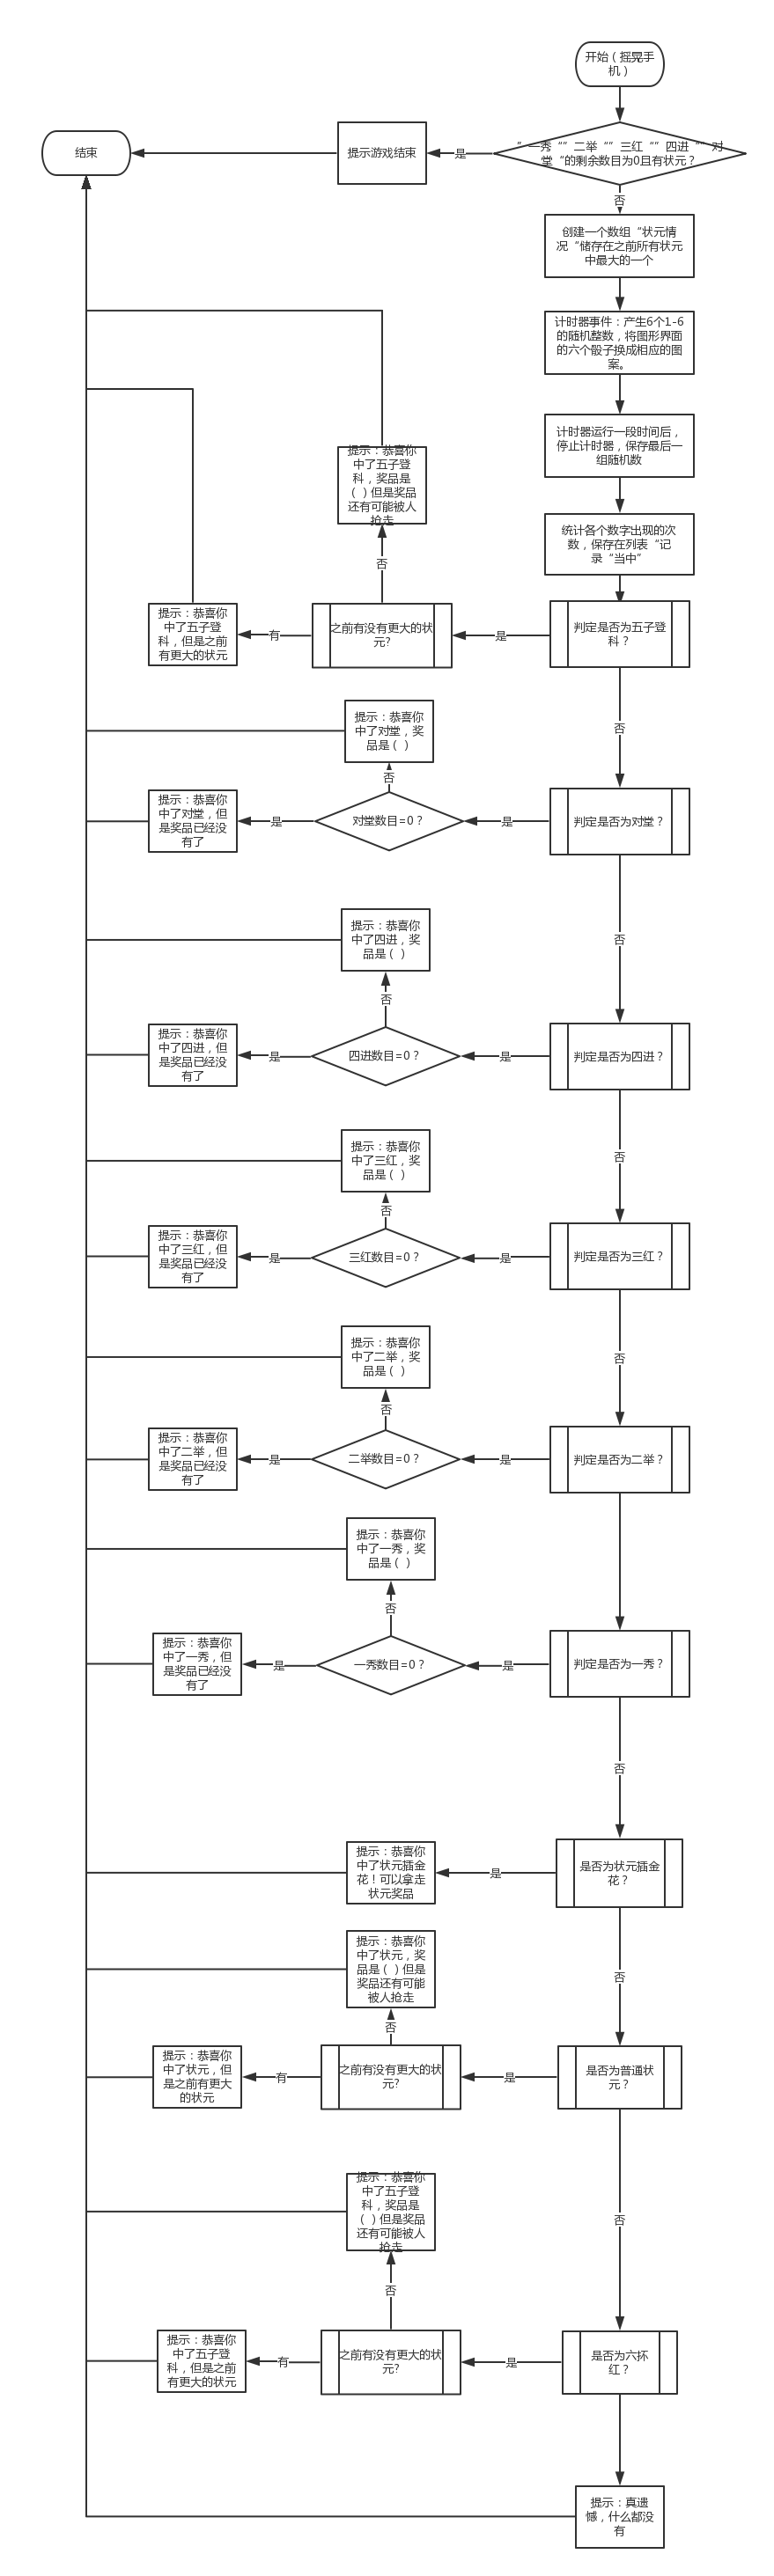 开始（摇晃手
机）
“一秀““二举““三红““四进““对
堂“的剩余数目为0且有状元？
是
提示游戏结束
结束
否
创建一个数组“状元情
况“储存在之前所有状元
中最大的一个
计时器事件：产生6个1-6
的随机整数，将图形界面
的六个骰子换成相应的图
案。
计时器运行一段时间后，
停止计时器，保存最后一
组随机数
统计各个数字出现的次
数，保存在列表“记
录“当中“
判定是否为五子登
科？
是
之前有没有更大的状
元?
否
提示：恭喜你
中了五子登
科，奖品是
（ ）但是奖品
还有可能被人
抢走
有
提示：恭喜你
中了五子登
科，但是之前
有更大的状元
否
判定是否为对堂？
是
对堂数目=0？
否
提示：恭喜你
中了对堂，奖
品是（ ）
是
提示：恭喜你
中了对堂，但
是奖品已经没
有了
否
判定是否为四进？
是
四进数目=0？
否
提示：恭喜你
中了四进，奖
品是（ ）
是
提示：恭喜你
中了四进，但
是奖品已经没
有了
否
判定是否为三红？
是
三红数目=0？
否
提示：恭喜你
中了三红，奖
品是（ ）
是
提示：恭喜你
中了三红，但
是奖品已经没
有了
否
判定是否为二举？
是
二举数目=0？
否
提示：恭喜你
中了二举，奖
品是（ ）
是
提示：恭喜你
中了二举，但
是奖品已经没
有了
判定是否为一秀？
是
一秀数目=0？
否
提示：恭喜你
中了一秀，奖
品是（ ）
是
提示：恭喜你
中了一秀，但
是奖品已经没
有了
否
是否为状元插金
花？
是
提示：恭喜你
中了状元插金
花！可以拿走
状元奖品
否
是否为普通状
元？
是
之前有没有更大的状
元?
否
提示：恭喜你
中了状元，奖
品是（ ）但是
奖品还有可能
被人抢走
有
提示：恭喜你
中了状元，但
是之前有更大
的状元
否
是否为六抔
红？
是
之前有没有更大的状
元?
否
提示：恭喜你
中了五子登
科，奖品是
（ ）但是奖品
还有可能被人
抢走
有
提示：恭喜你
中了五子登
科，但是之前
有更大的状元
提示：真遗
憾，什么都没
有